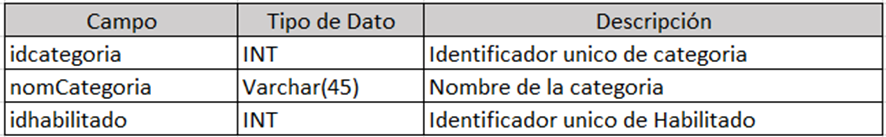 Campo Tipo de Dato Descripción
idcategoria INT Identificador unico de categoria
nomCategoria Varchar(45) Nombre de la categoria
idhabilitado INT Identificador unico de Habilitado